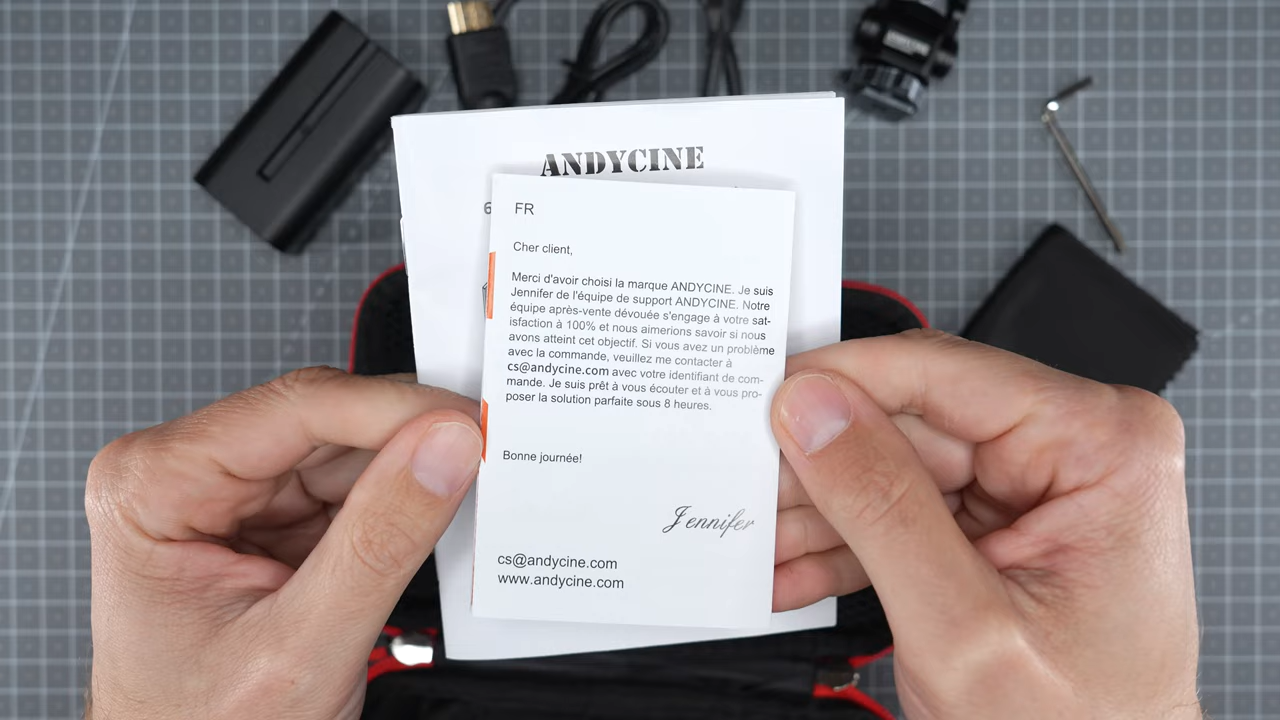 ANDYCINE
6
FR
Cher client,
Merci d'avoir choisi la marque ANDYCINE. Je suis
Jennifer de l'équipe de support ANDYCINE. Notre
équipe après-vente dévouée s'engage à votre sat-
isfaction à 100% et nous aimerions savoir si nous
avons atteint cet objectif. Si vous avez un problème
avec la commande, veuillez me contacter à
cs@andycine.com avec votre identifiant de com-
mande. Je suis prêt à vous écouter et à vous pro-
poser la solution parfaite sous 8 heures.
Bonne journée!
Jennifer
cs@andycine.com
www.andycine.com